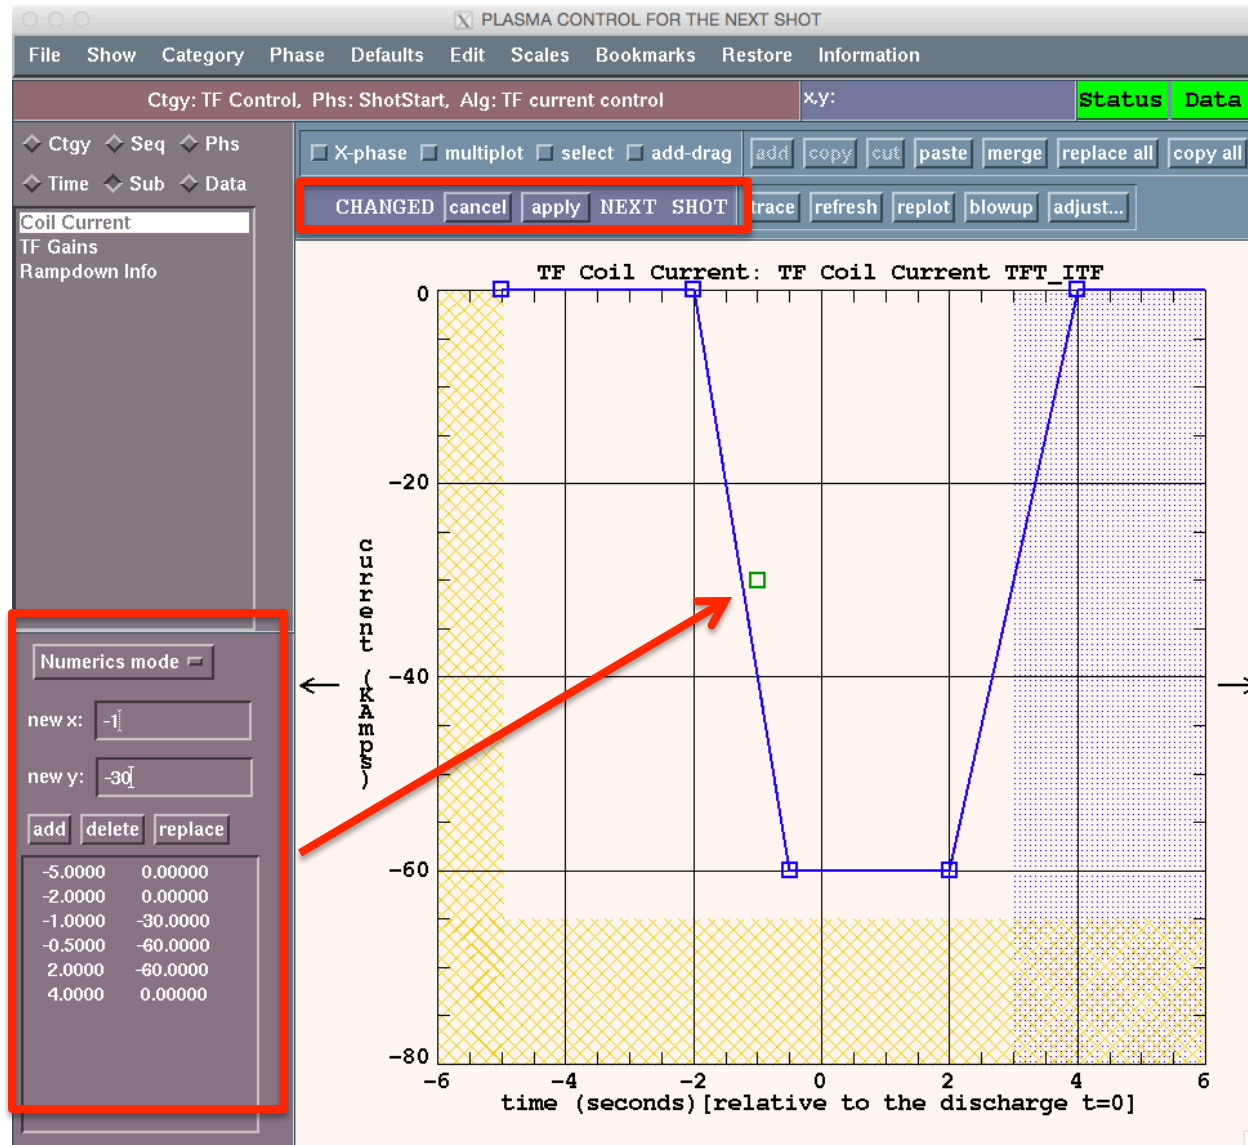 X PLASMA CONTROL FOR THE NEXT SHOT
File Show Category Phase Defaults Edit Scales Bookmarks Restore Information
Ctgy: TF Control, Phs: ShotStart, Alg: TF current control x,y: Status Data
Ctgy Seq Phs
Time Sub Data
X-phase multiplot select add-drag add copy cut paste merge replace all copy all
CHANGED cancel apply NEXT SHOT trace refresh replot blowup adjust...
Coil Current
TF Gains
Rampdown Info
TF Coil Current: TF Coil Current TFT_ITF
0
-20
-40
-60
-80
current (KAmps)
-6 -4 -2 0 2 4 6
time (seconds)[relative to the discharge t=0]
Numerics mode
new x: -1
new y: -30
add delete replace
-5.0000 0.00000
-2.0000 0.00000
-1.0000 -30.0000
-0.5000 -60.0000
2.0000 -60.0000
4.0000 0.00000